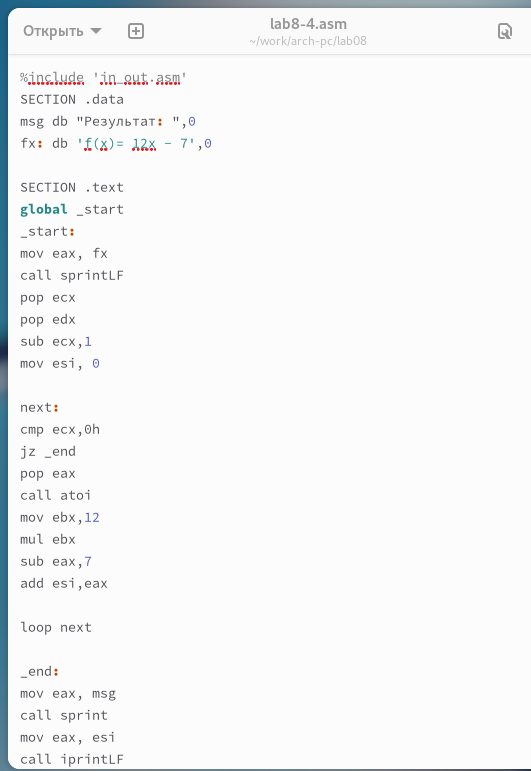 Открыть
lab8-4.asm
~/work/arch-pc/lab08
%include 'in_out.asm'
SECTION .data
msg db "Результат: ",0
fx: db 'f(x)= 12x - 7',0
SECTION .text
global _start
_start:
mov eax, fx
call sprintLF
pop ecx
pop edx
sub ecx,1
mov esi, 0
next:
cmp ecx,0h
jz _end
pop eax
call atoi
mov ebx,12
mul ebx
sub eax,7
add esi,eax
loop next
_end:
mov eax, msg
call sprint
mov eax, esi
call iprintLF